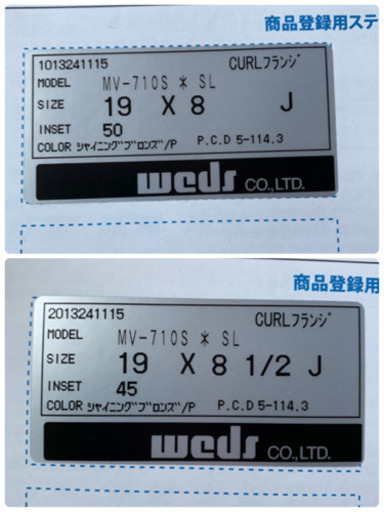 商品登録用ステ
1013241115 CURLフランジ
MODEL MV-710S * SL
SIZE 19 X 8 J
INSET 50
COLOR シャイニングブロンズ/P P.C.D 5-114.3
weds CO.,LTD.
商品登録用
2013241115 CURLフランジ
MODEL MV-710S * SL
SIZE 19 X 8 1/2 J
INSET 45
COLOR シャイニングブロンズ/P P.C.D 5-114.3
weds CO.,LTD.